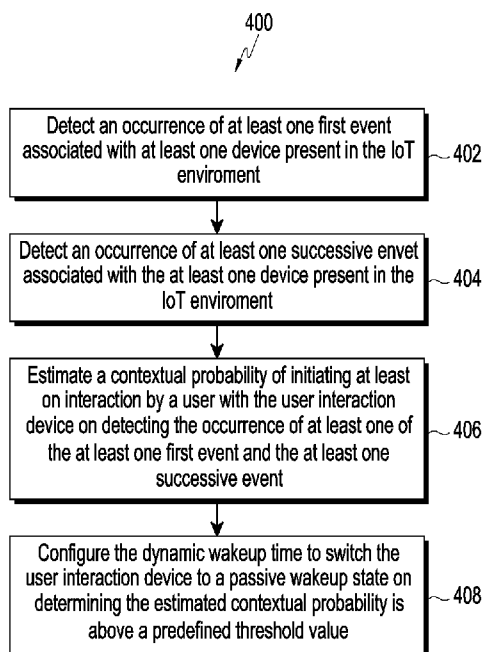 400
Detect an occurrence of at least one first event
associated with at least one device present in the IoT
enviroment
402
Detect an occurrence of at least one successive envet
associated with the at least one device present in the
IoT enviroment
404
Estimate a contextual probability of initiating at least
on interaction by a user with the user interaction
device on detecting the occurrence of at least one of
the at least one first event and the at least one
successive event
406
Configure the dynamic wakeup time to switch the
user interaction device to a passive wakeup state on
determining the estimated contextual probability is
above a predefined threshold value
408